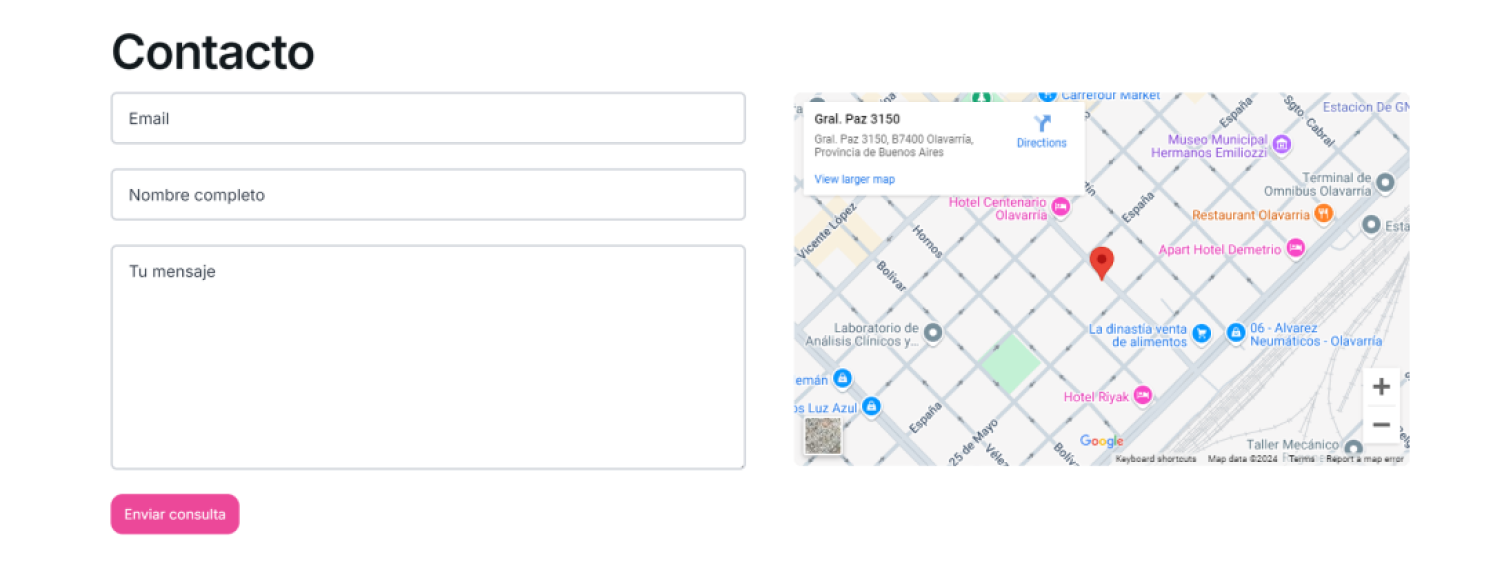 Contacto
Email
Nombre completo
Tu mensaje
Enviar consulta
Gral. Paz 3150
Gral. Paz 3150, B7400 Olavarría,
Provincia de Buenos Aires
Directions
View larger map
Carrefour Market
España
Sgto. Cabral
Estacion De GN
Museo Municipal
Hermanos Emiliozzi
Terminal de
Omnibus Olavarría
Hotel Centenario
Olavarría
España
Restaurant Olavarria
Esta
Vicente López
Hornos
Apart Hotel Demetrio
Bolívar
Laboratorio de
Análisis Clínicos y...
La dinastía venta
de alimentos
06 - Alvarez
Neumáticos - Olavarría
emán
os Luz Azul
Hotel Riyak
+
−
España
25 de Mayo
Google
Taller Mecánico
Keyboard shortcuts
Map data ©2024
Terms
Report a map error